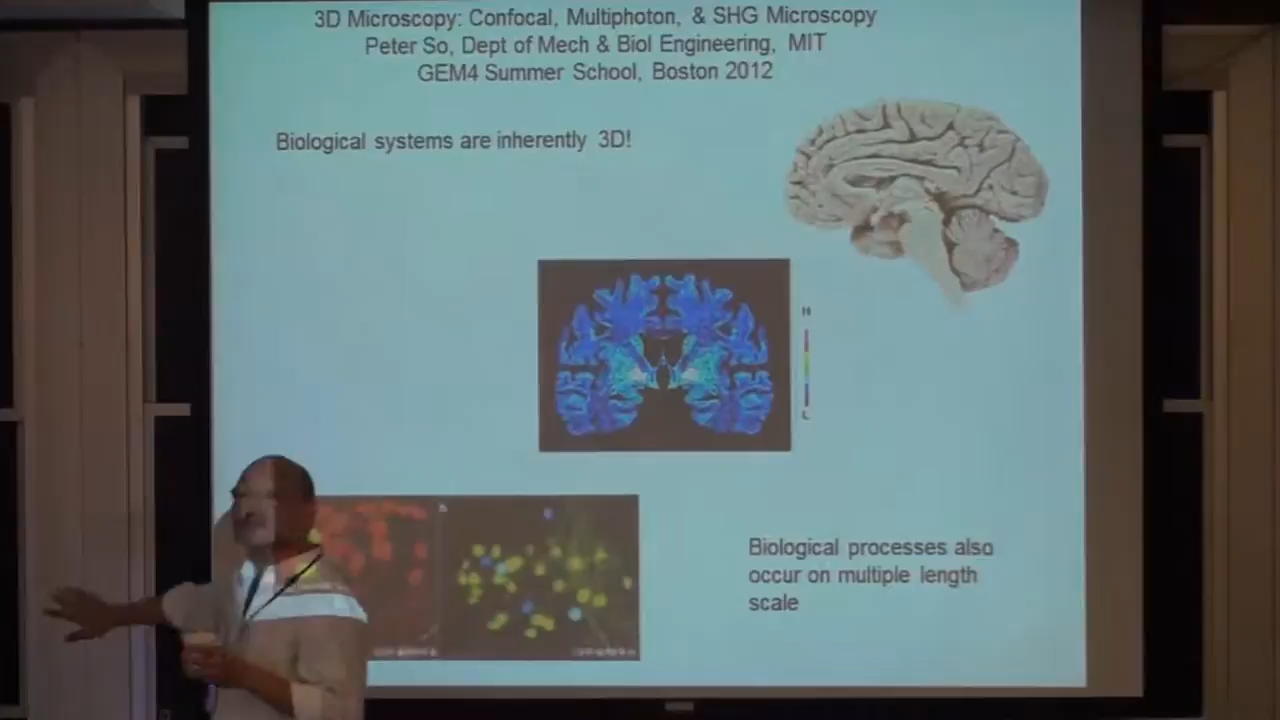 3D Microscopy: Confocal, Multiphoton, & SHG Microscopy
Peter So, Dept of Mech & Biol Engineering, MIT
GEM4 Summer School, Boston 2012
Biological systems are inherently 3D!
H
L
Biological processes also
occur on multiple length
scale